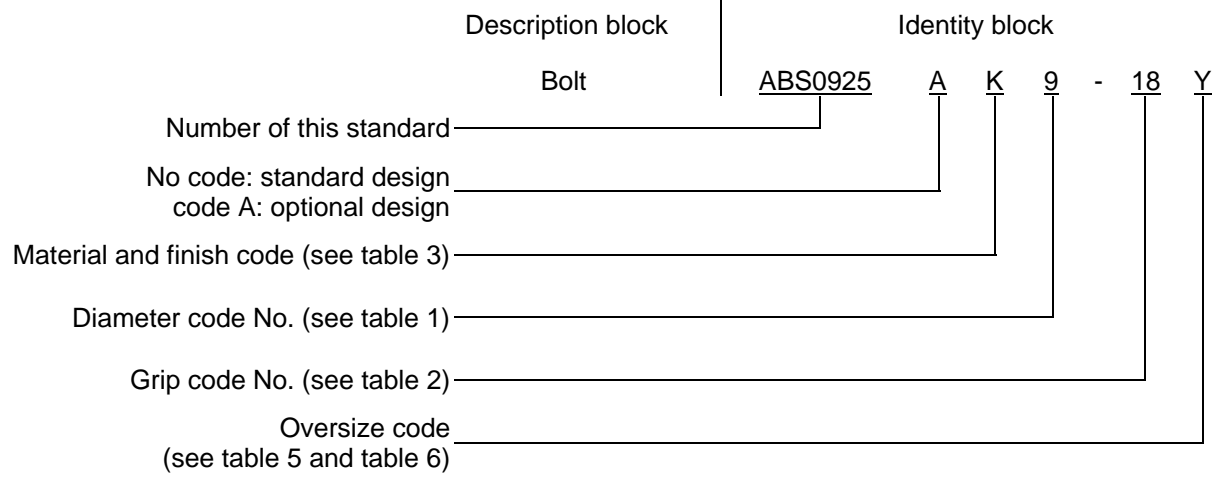 Description block Identity block
Bolt ABS0925 A K 9 - 18 Y
Number of this standard
No code: standard design
code A: optional design
Material and finish code (see table 3)
Diameter code No. (see table 1)
Grip code No. (see table 2)
Oversize code
(see table 5 and table 6)